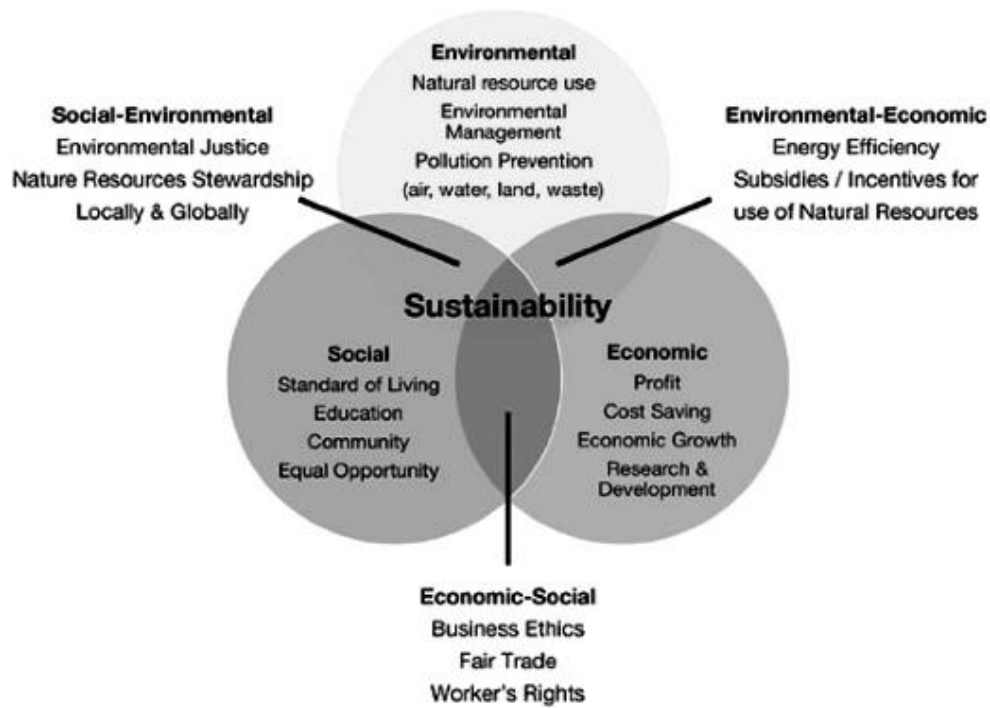 Environmental
Natural resource use
Environmental
Management
Pollution Prevention
(air, water, land, waste)
Social-Environmental
Environmental Justice
Nature Resources Stewardship
Locally & Globally
Environmental-Economic
Energy Efficiency
Subsidies / Incentives for
use of Natural Resources
Sustainability
Social
Standard of Living
Education
Community
Equal Opportunity
Economic
Profit
Cost Saving
Economic Growth
Research &
Development
Economic-Social
Business Ethics
Fair Trade
Worker's Rights